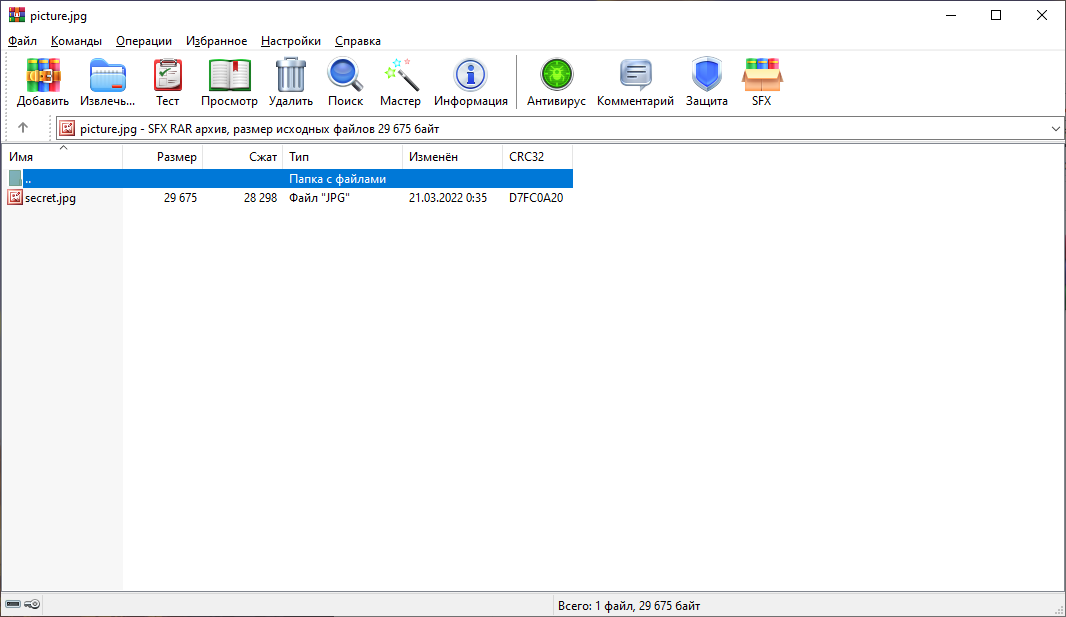 picture.jpg
Файл Команды Операции Избранное Настройки Справка
Добавить Извлечь... Тест Просмотр Удалить Поиск Мастер Информация Антивирус Комментарий Защита SFX
picture.jpg - SFX RAR архив, размер исходных файлов 29 675 байт
Имя Размер Сжат Тип Изменён CRC32
.. Папка с файлами
secret.jpg 29 675 28 298 Файл "JPG" 21.03.2022 0:35 D7FC0A20
Всего: 1 файл, 29 675 байт